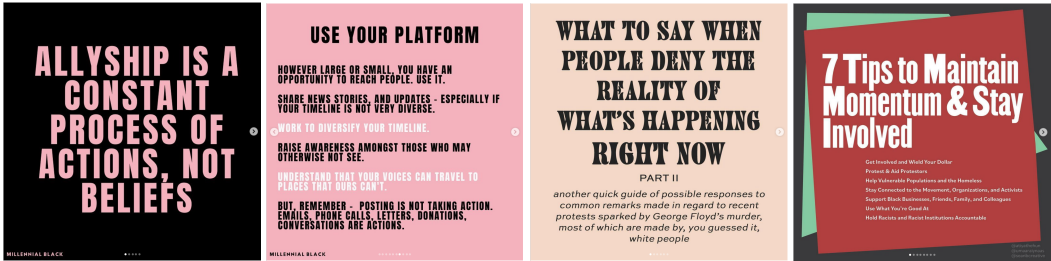 ALLYSHIP IS A
CONSTANT
PROCESS OF
ACTIONS, NOT
BELIEFS
MILLENNIAL BLACK
USE YOUR PLATFORM
HOWEVER LARGE OR SMALL, YOU HAVE AN
OPPORTUNITY TO REACH PEOPLE. USE IT.
SHARE NEWS STORIES, AND UPDATES - ESPECIALLY IF
YOUR TIMELINE IS NOT VERY DIVERSE.
WORK TO DIVERSIFY YOUR TIMELINE.
RAISE AWARENESS AMONGST THOSE WHO MAY
OTHERWISE NOT SEE.
UNDERSTAND THAT YOUR VOICES CAN TRAVEL TO
PLACES THAT OURS CAN'T.
BUT, REMEMBER - POSTING IS NOT TAKING ACTION.
EMAILS, PHONE CALLS, LETTERS, DONATIONS,
CONVERSATIONS ARE ACTIONS.
MILLENNIAL BLACK
WHAT TO SAY WHEN
PEOPLE DENY THE
REALITY OF
WHAT'S HAPPENING
RIGHT NOW
PART II
another quick guide of possible responses to
common remarks made in regard to recent
protests sparked by George Floyd's murder,
most of which are made by, you guessed it,
white people
7 Tips to Maintain
Momentum & Stay
Involved
Get Involved and Wield Your Dollar
Protest & Aid Protestors
Help Vulnerable Populations and the Homeless
Stay Connected to the Movement, Organizations, and Activists
Support Black Businesses, Friends, Family, and Colleagues
Use What You're Good At
Hold Racists and Racist Institutions Accountable